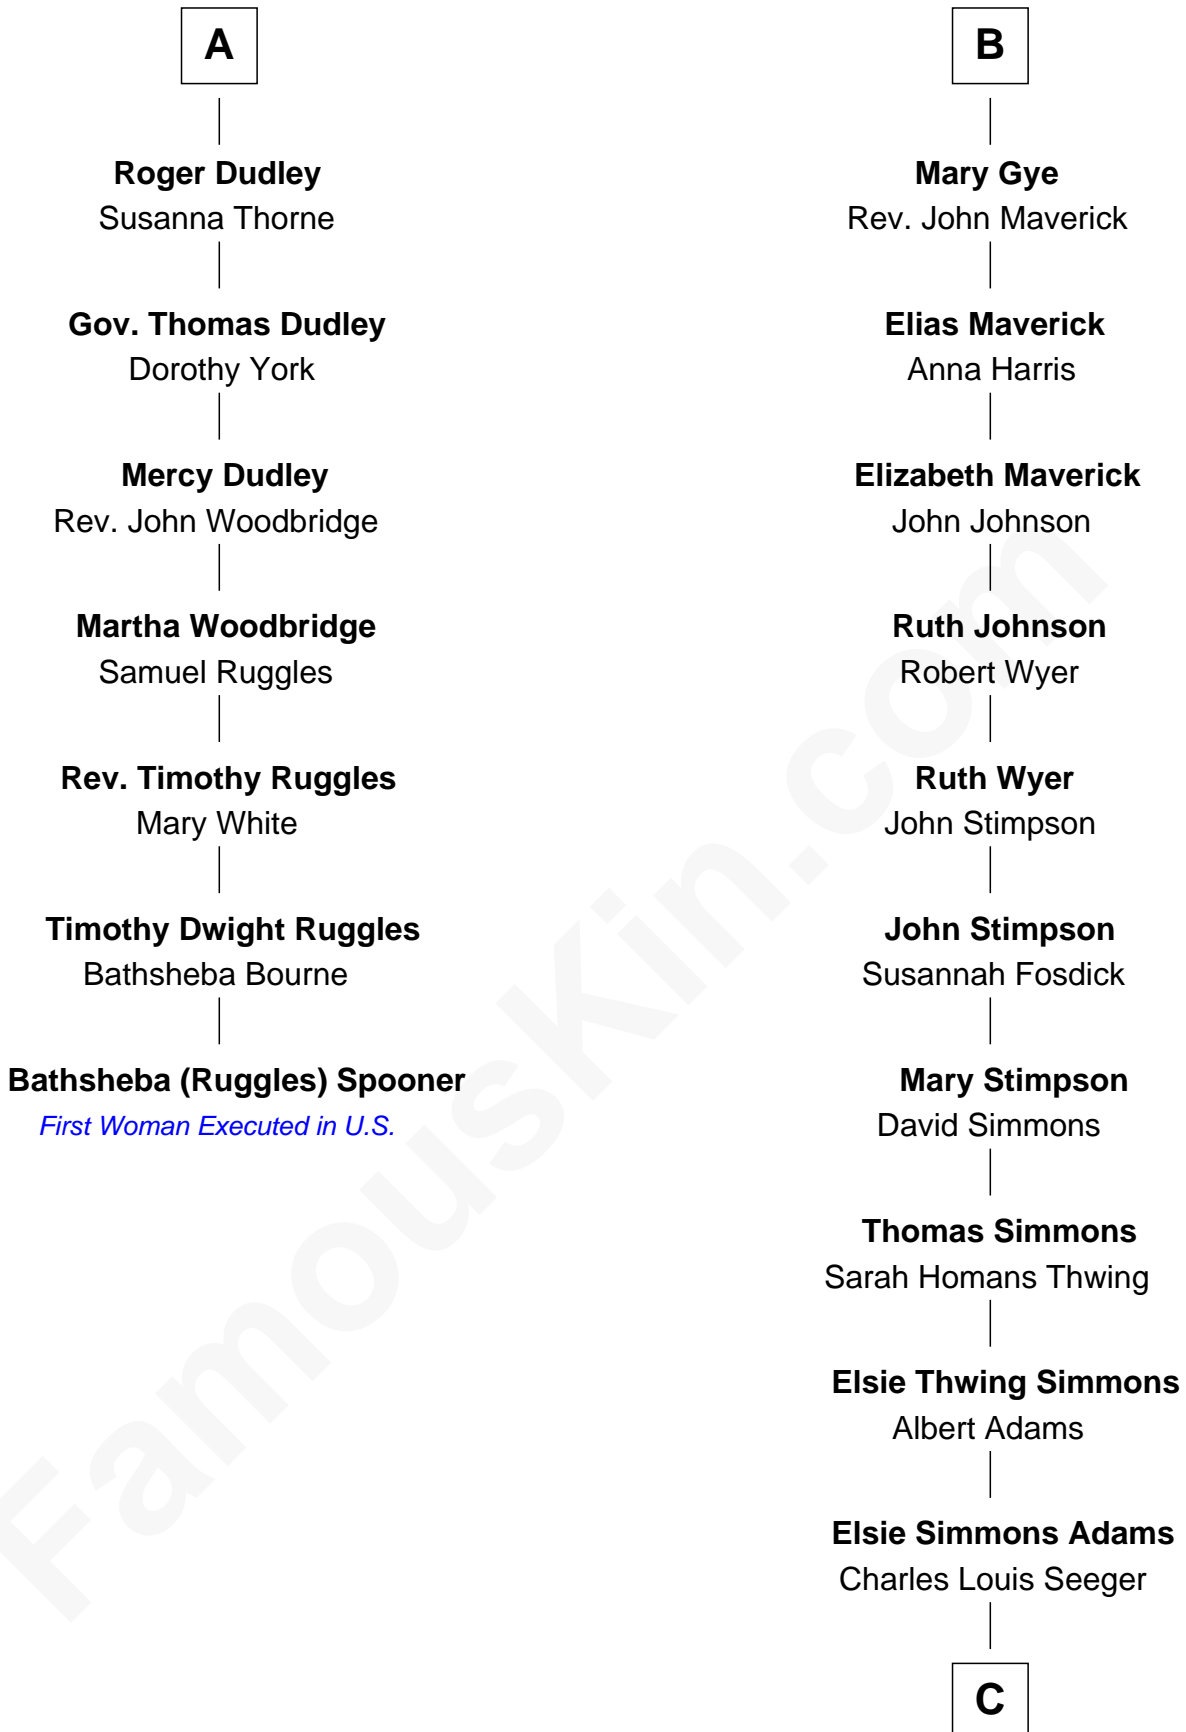 A
Roger Dudley
Susanna Thorne
Gov. Thomas Dudley
Dorothy York
Mercy Dudley
Rev. John Woodbridge
Martha Woodbridge
Samuel Ruggles
Rev. Timothy Ruggles
Mary White
Timothy Dwight Ruggles
Bathsheba Bourne
Bathsheba (Ruggles) Spooner
First Woman Executed in U.S.
B
Mary Gye
Rev. John Maverick
Elias Maverick
Anna Harris
Elizabeth Maverick
John Johnson
Ruth Johnson
Robert Wyer
Ruth Wyer
John Stimpson
John Stimpson
Susannah Fosdick
Mary Stimpson
David Simmons
Thomas Simmons
Sarah Homans Thwing
Elsie Thwing Simmons
Albert Adams
Elsie Simmons Adams
Charles Louis Seeger
C
FamousKin.com